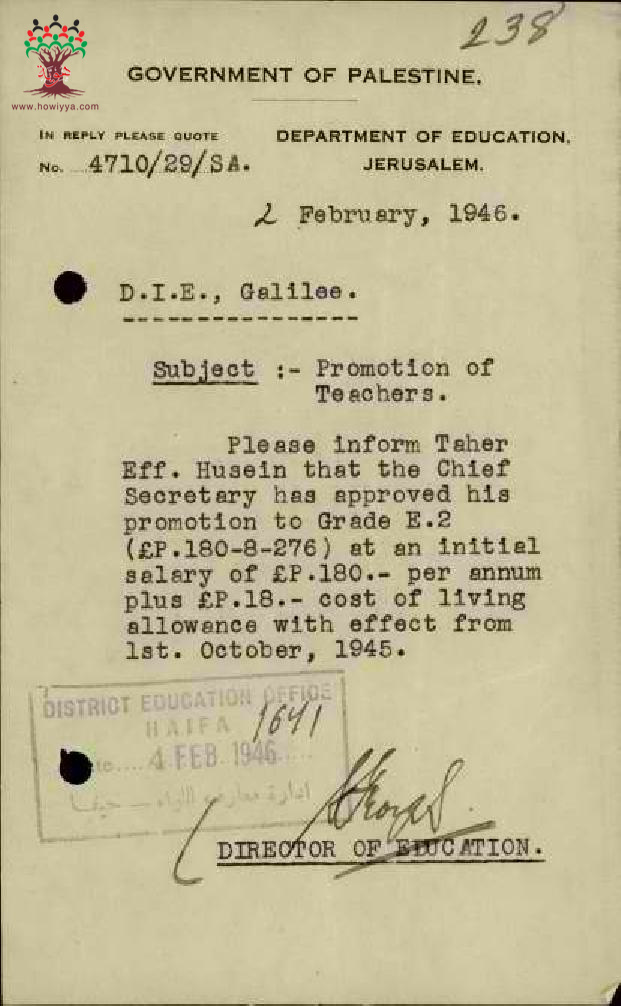 238
www.howiyya.com
GOVERNMENT OF PALESTINE.
IN REPLY PLEASE QUOTE
No. 4710/29/SA.
DEPARTMENT OF EDUCATION,
JERUSALEM.
2 February, 1946.
D.I.E., Galilee.
----------------
Subject :- Promotion of
Teachers.
Please inform Taher
Eff. Husein that the Chief
Secretary has approved his
promotion to Grade E.2
(£P.180-8-276) at an initial
salary of £P.180.- per annum
plus £P.18.- cost of living
allowance with effect from
1st. October, 1945.
DISTRICT EDUCATION OFFICE
HAIFA
1641
4 FEB 1946
ادارة معارف اللواء - حيفا
DIRECTOR OF EDUCATION.